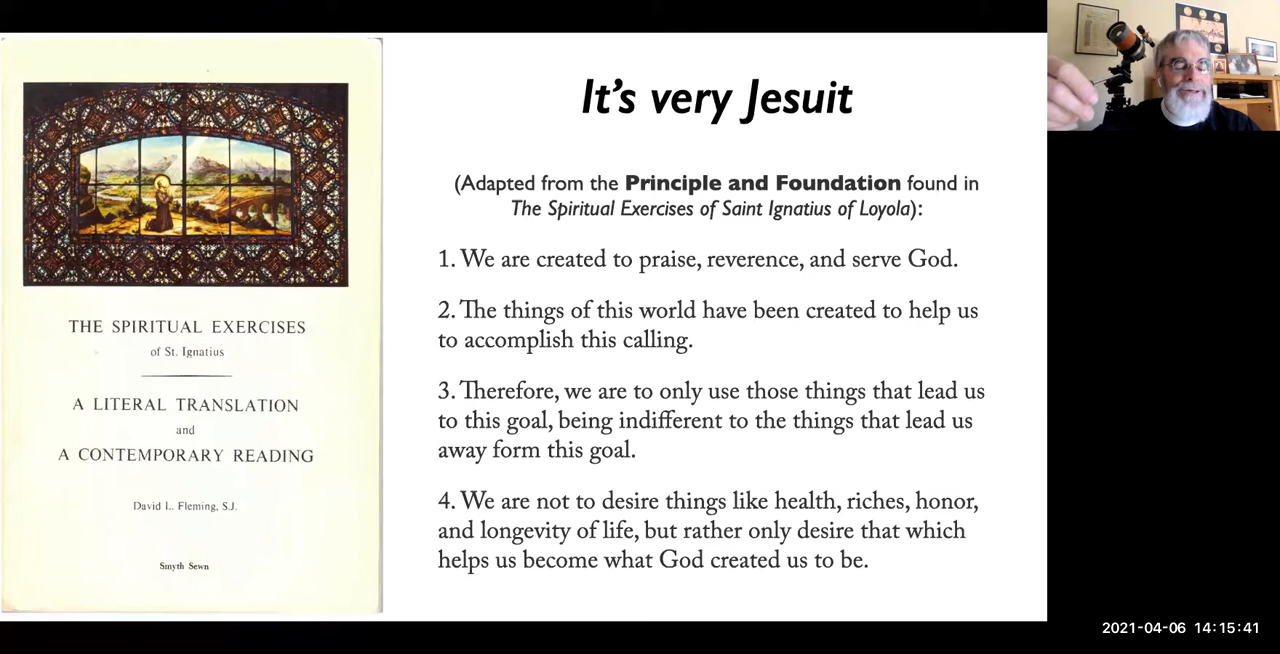 THE SPIRITUAL EXERCISES
of St. Ignatius
A LITERAL TRANSLATION
and
A CONTEMPORARY READING
David L. Fleming, S.J.
Smyth Sewn
It's very Jesuit
(Adapted from the Principle and Foundation found in
The Spiritual Exercises of Saint Ignatius of Loyola):
1. We are created to praise, reverence, and serve God.
2. The things of this world have been created to help us
to accomplish this calling.
3. Therefore, we are to only use those things that lead us
to this goal, being indifferent to the things that lead us
away form this goal.
4. We are not to desire things like health, riches, honor,
and longevity of life, but rather only desire that which
helps us become what God created us to be.
2021-04-06 14:15:41